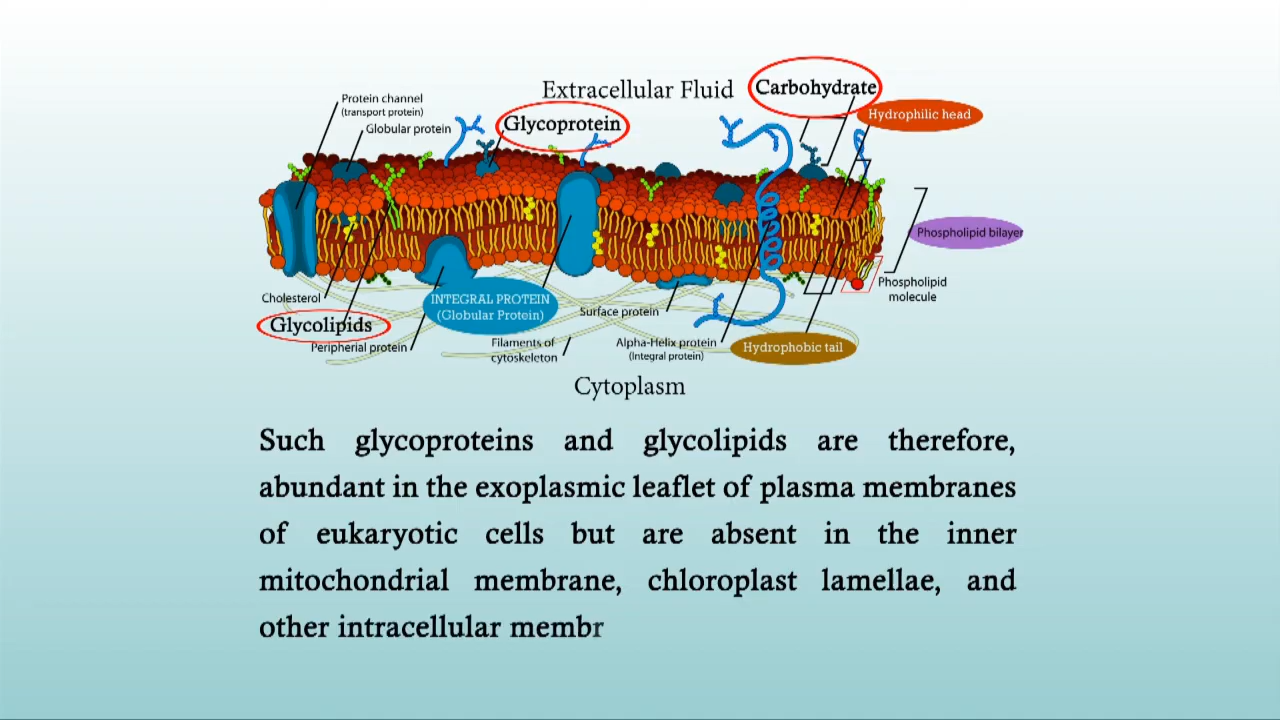 Extracellular Fluid
Carbohydrate
Protein channel
(transport protein)
Globular protein
Glycoprotein
Hydrophilic head
Phospholipid bilayer
Phospholipid
molecule
Cholesterol
Glycolipids
Peripherial protein
INTEGRAL PROTEIN
(Globular Protein)
Filaments of
cytoskeleton
Surface protein
Alpha-Helix protein
(Integral protein)
Hydrophobic tail
Cytoplasm
Such glycoproteins and glycolipids are therefore,
abundant in the exoplasmic leaflet of plasma membranes
of eukaryotic cells but are absent in the inner
mitochondrial membrane, chloroplast lamellae, and
other intracellular membr